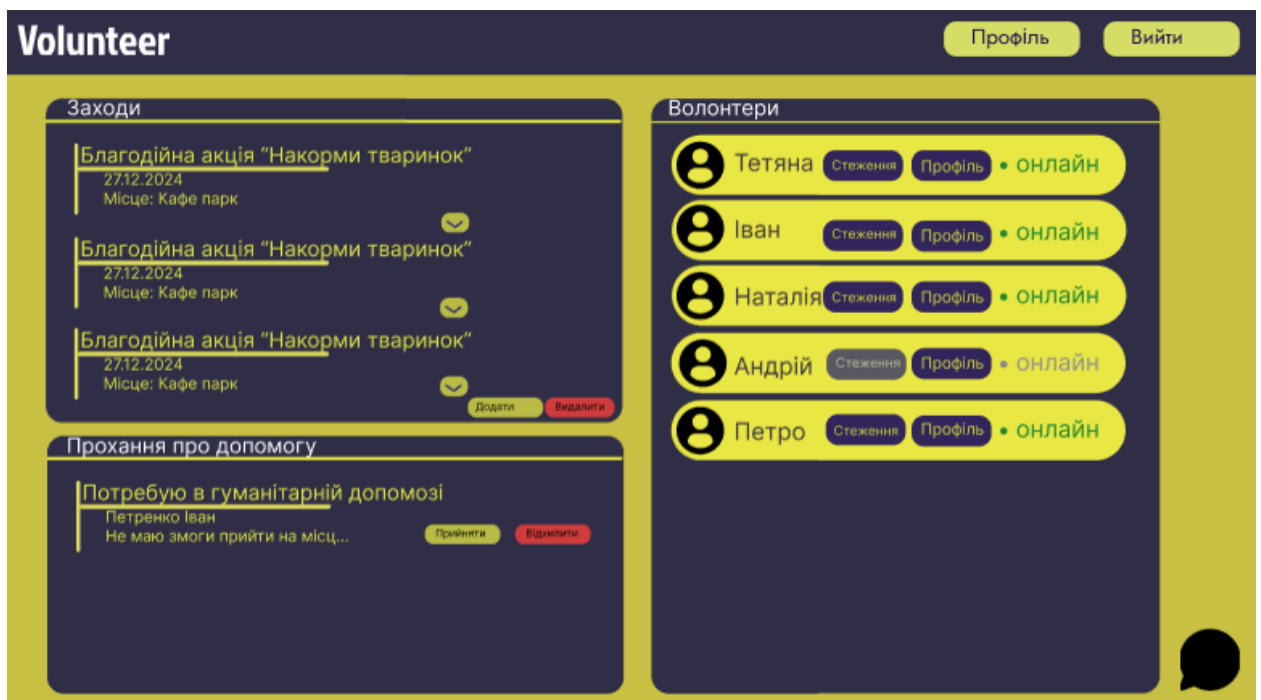 Volunteer
Профіль
Вийти
Заходи
Благодійна акція “Накорми тваринок”
27.12.2024
Місце: Кафе парк
Благодійна акція “Накорми тваринок”
27.12.2024
Місце: Кафе парк
Благодійна акція “Накорми тваринок”
27.12.2024
Місце: Кафе парк
Додати
Видалити
Прохання про допомогу
Потребую в гуманітарній допомозі
Петренко Іван
Не маю змоги прийти на місц...
Прийняти
Відхилити
Волонтери
Тетяна Стеження Профіль • онлайн
Іван Стеження Профіль • онлайн
Наталія Стеження Профіль • онлайн
Андрій Стеження Профіль • онлайн
Петро Стеження Профіль • онлайн